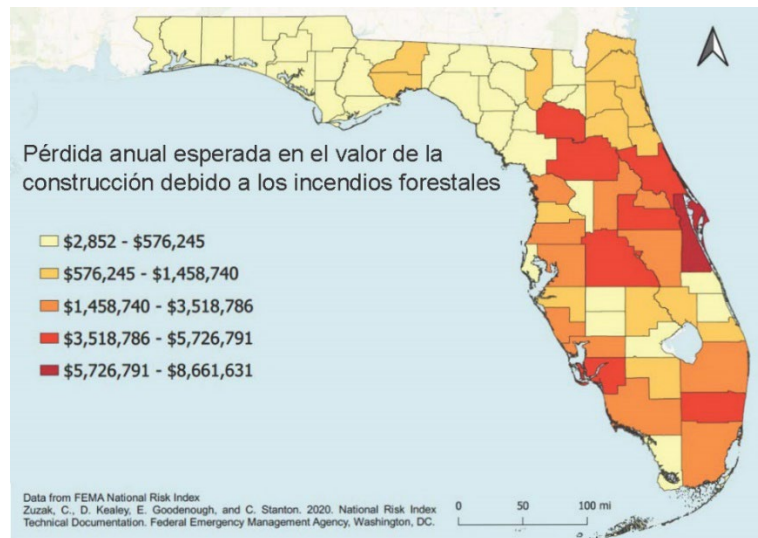 Pérdida anual esperada en el valor de la
construcción debido a los incendios forestales
$2,852 - $576,245
$576,245 - $1,458,740
$1,458,740 - $3,518,786
$3,518,786 - $5,726,791
$5,726,791 - $8,661,631
Data from FEMA National Risk Index
Zuzak, C., D. Kealey, E. Goodenough, and C. Stanton. 2020. National Risk Index
Technical Documentation. Federal Emergency Management Agency, Washington, DC.
0 50 100 mi